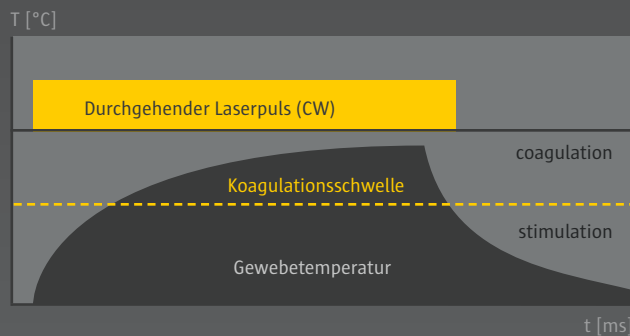 T [°C]
Durchgehender Laserpuls (CW)
coagulation
Koagulationsschwelle
stimulation
Gewebetemperatur
t [ms]